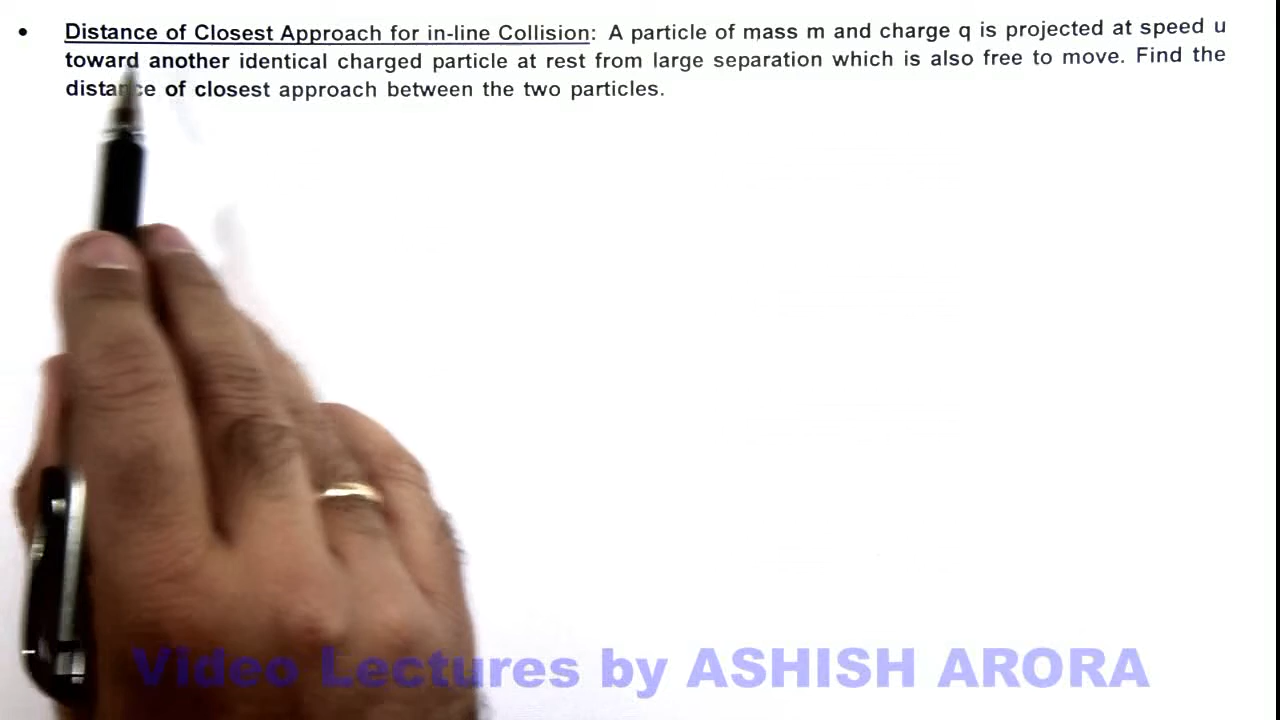 • Distance of Closest Approach for in-line Collision: A particle of mass m and charge q is projected at speed u
toward another identical charged particle at rest from large separation which is also free to move. Find the
distance of closest approach between the two particles.
Video Lectures by ASHISH ARORA